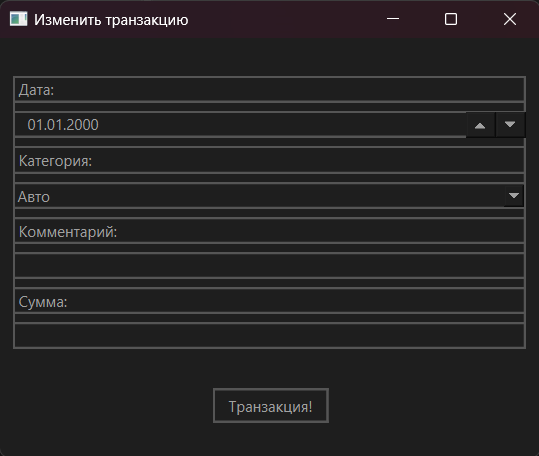 Изменить транзакцию
Дата:
01.01.2000
Категория:
Авто
Комментарий:
Сумма:
Транзакция!